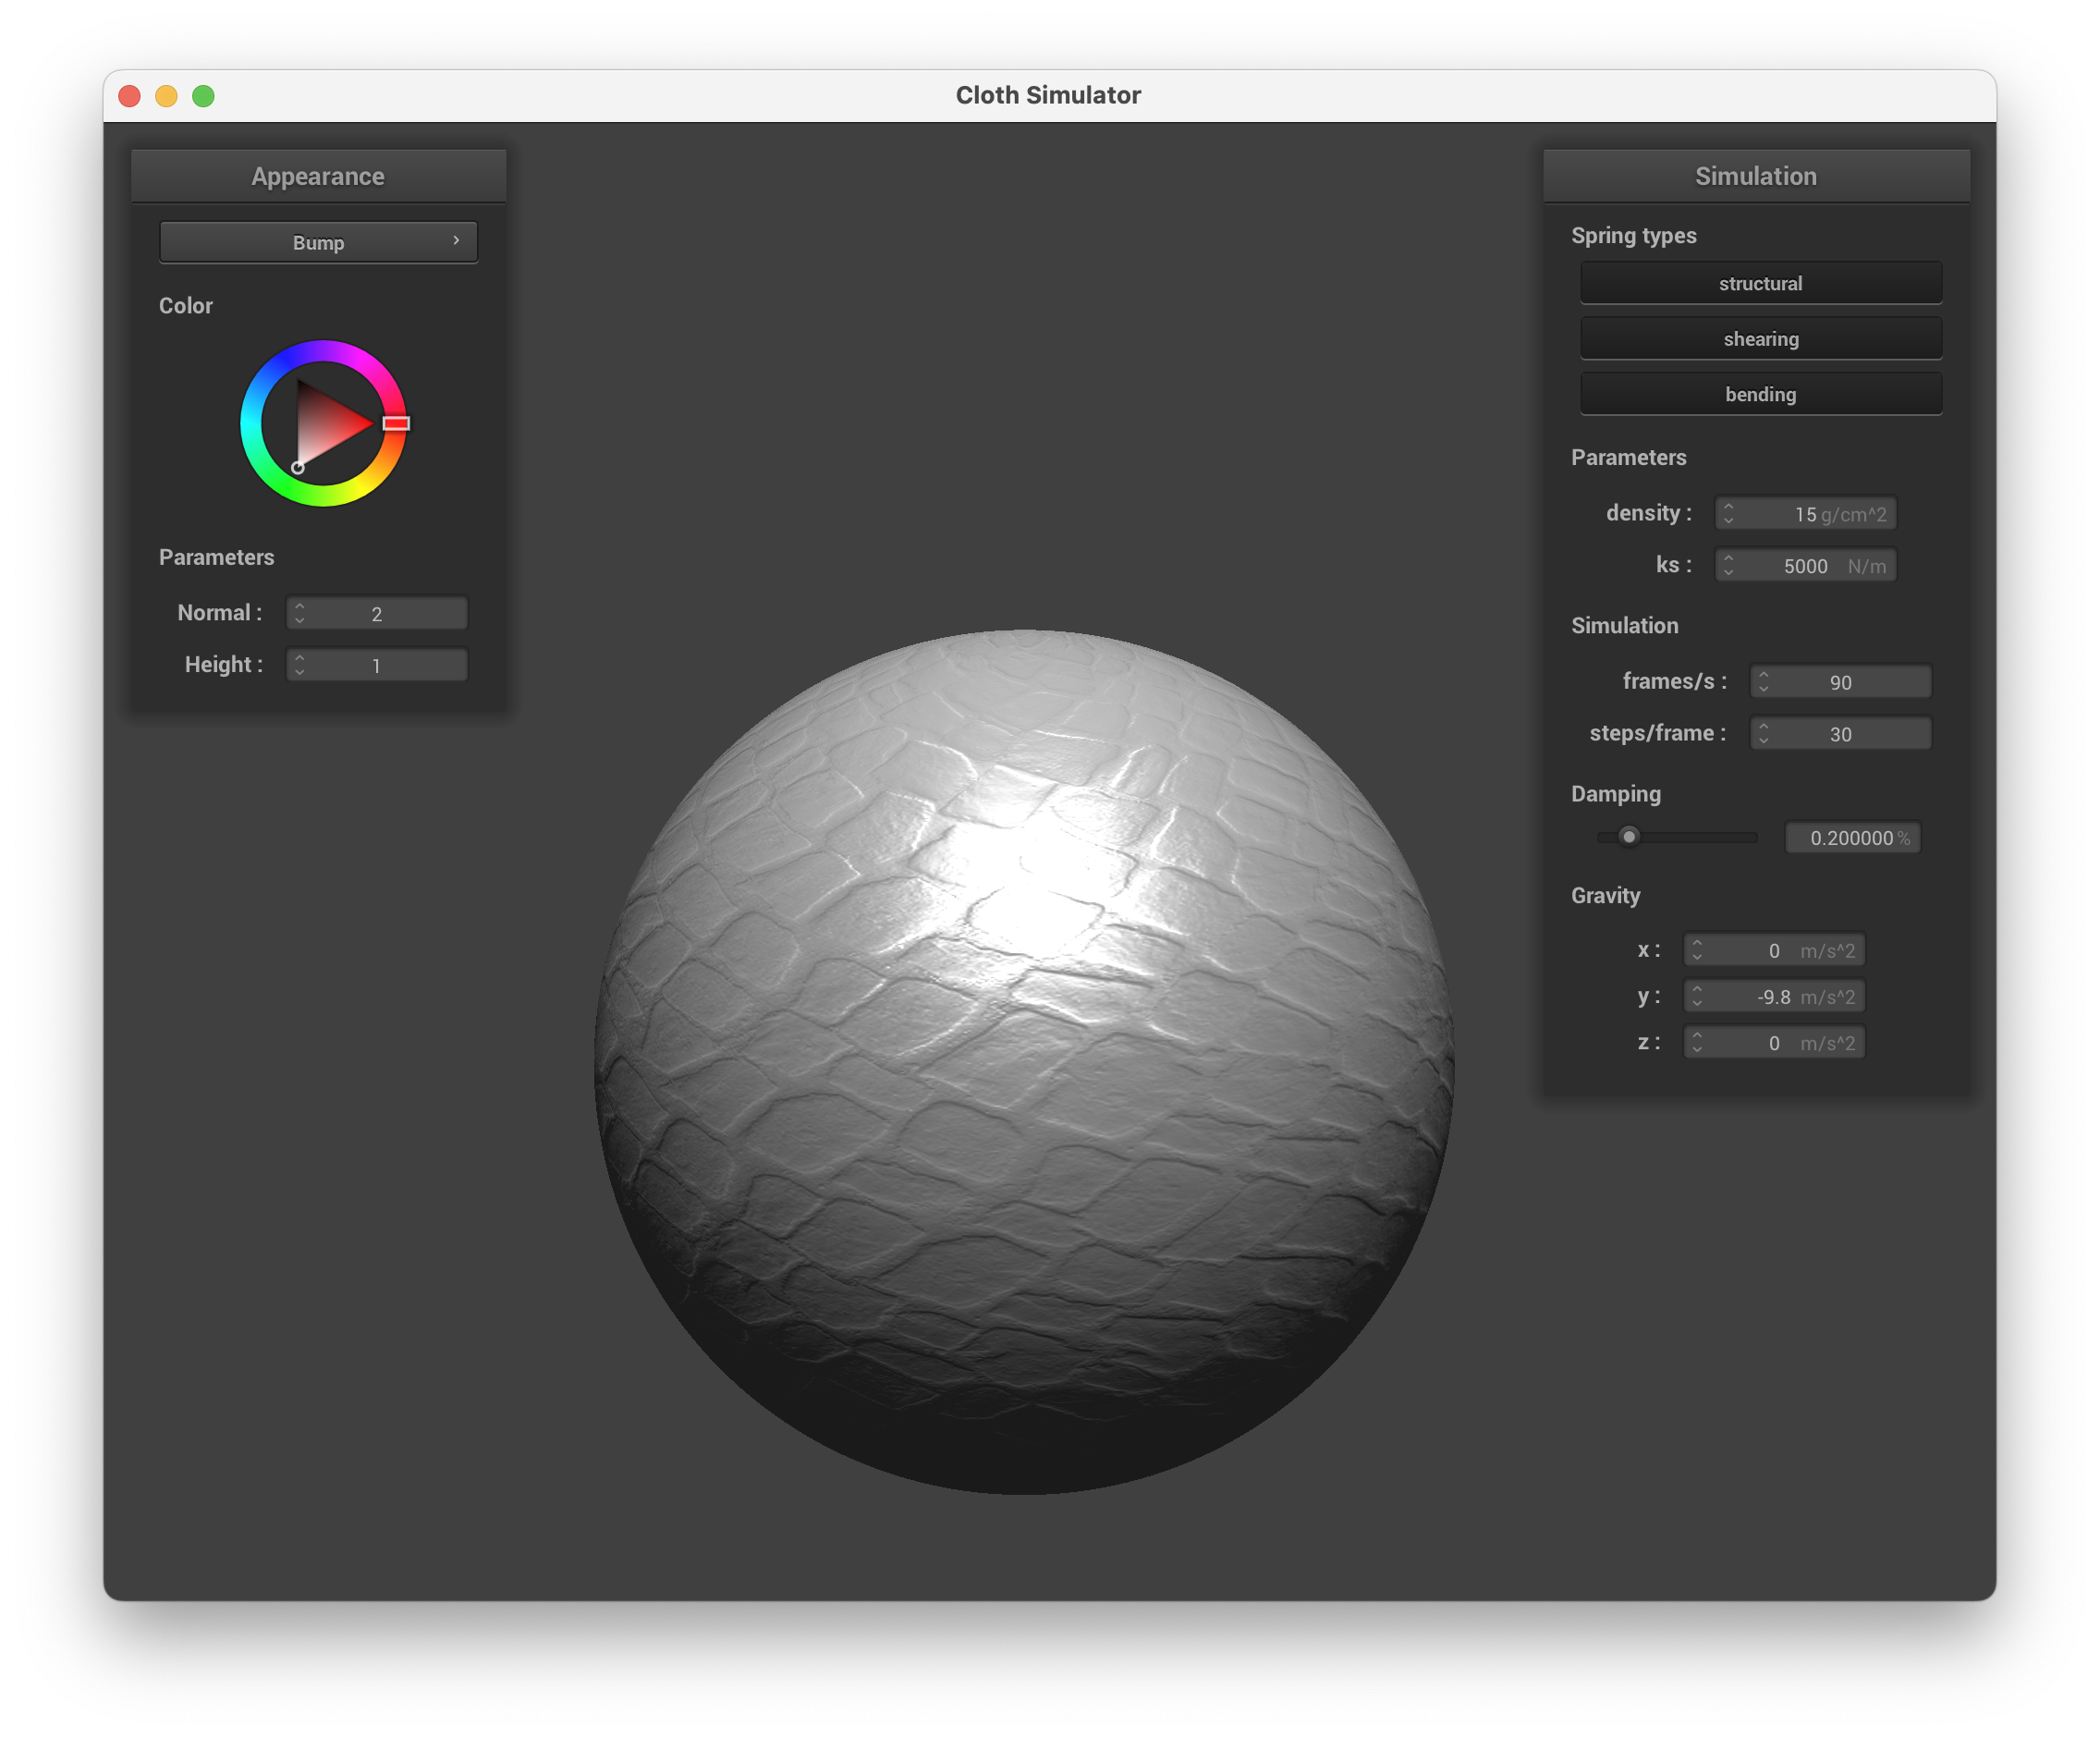 Cloth Simulator
Appearance
Bump
Color
Parameters
Normal : 2
Height : 1
Simulation
Spring types
structural
shearing
bending
Parameters
density : 15 g/cm^2
ks : 5000 N/m
Simulation
frames/s : 90
steps/frame : 30
Damping
0.200000 %
Gravity
x : 0 m/s^2
y : -9.8 m/s^2
z : 0 m/s^2